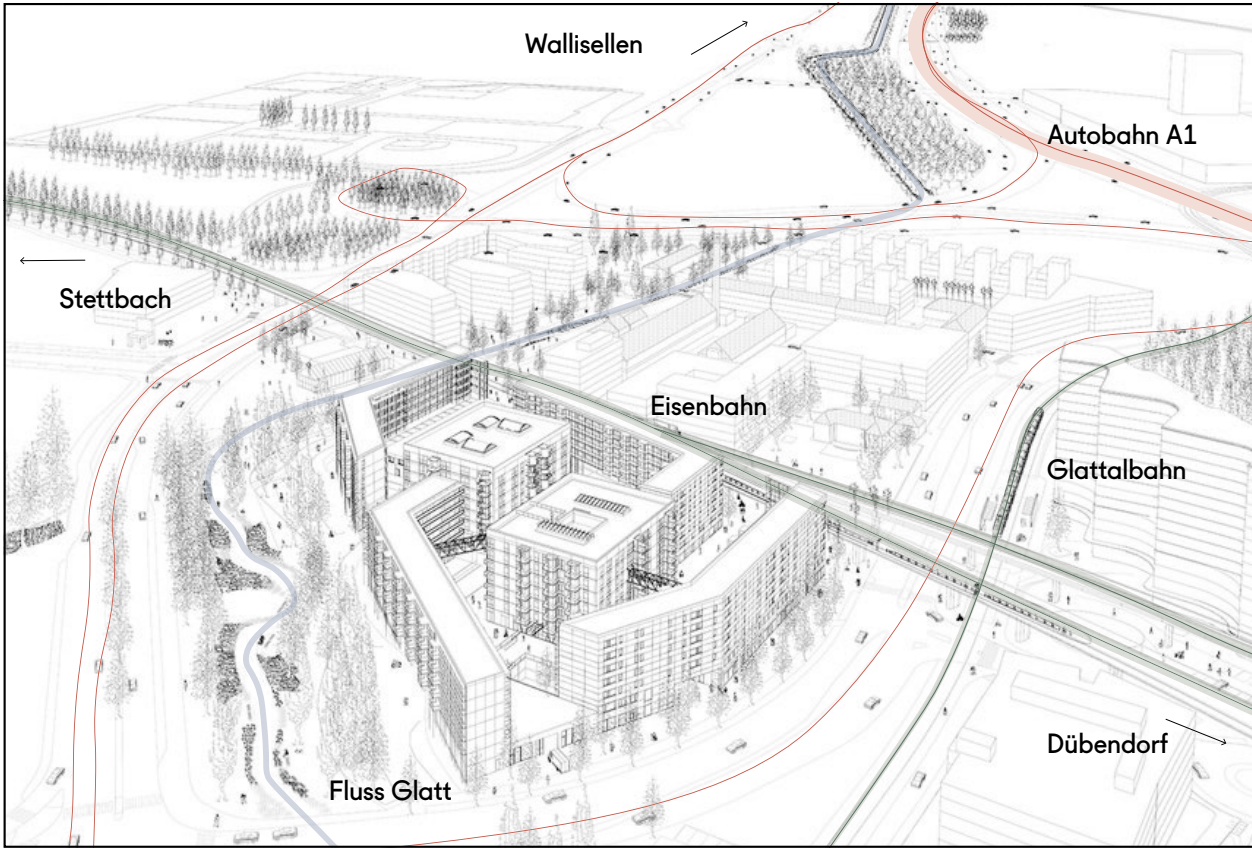 Wallisellen
Autobahn A1
Stettbach
Eisenbahn
Glattalbahn
Dübendorf
Fluss Glatt